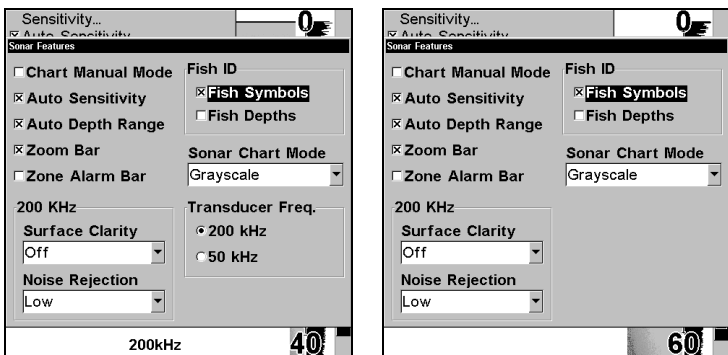 Sensitivity...
Auto Sensitivity
0
Sonar Features
Chart Manual Mode
Auto Sensitivity
Auto Depth Range
Zoom Bar
Zone Alarm Bar
Fish ID
Fish Symbols
Fish Depths
Sonar Chart Mode
Grayscale
200 KHz
Surface Clarity
Off
Noise Rejection
Low
Transducer Freq.
200 kHz
50 kHz
200kHz
40
Sensitivity...
Auto Sensitivity
0
Sonar Features
Chart Manual Mode
Auto Sensitivity
Auto Depth Range
Zoom Bar
Zone Alarm Bar
Fish ID
Fish Symbols
Fish Depths
Sonar Chart Mode
Grayscale
200 KHz
Surface Clarity
Off
Noise Rejection
Low
60